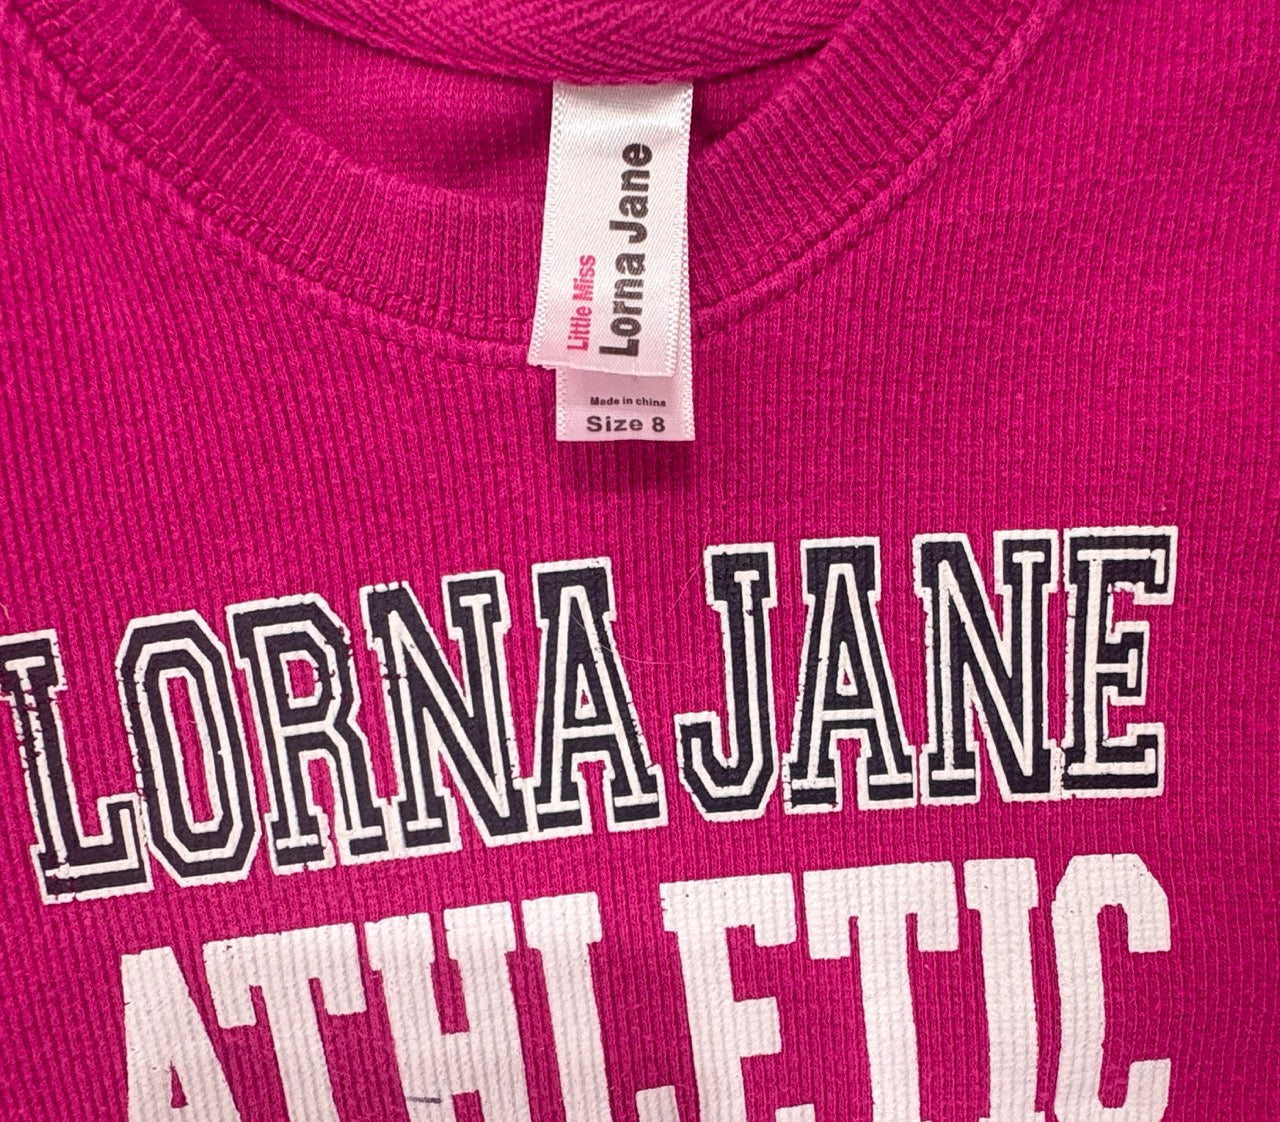 Little Miss
Lorna Jane
Made in china
Size 8
LORNA JANE
ATHLETIC